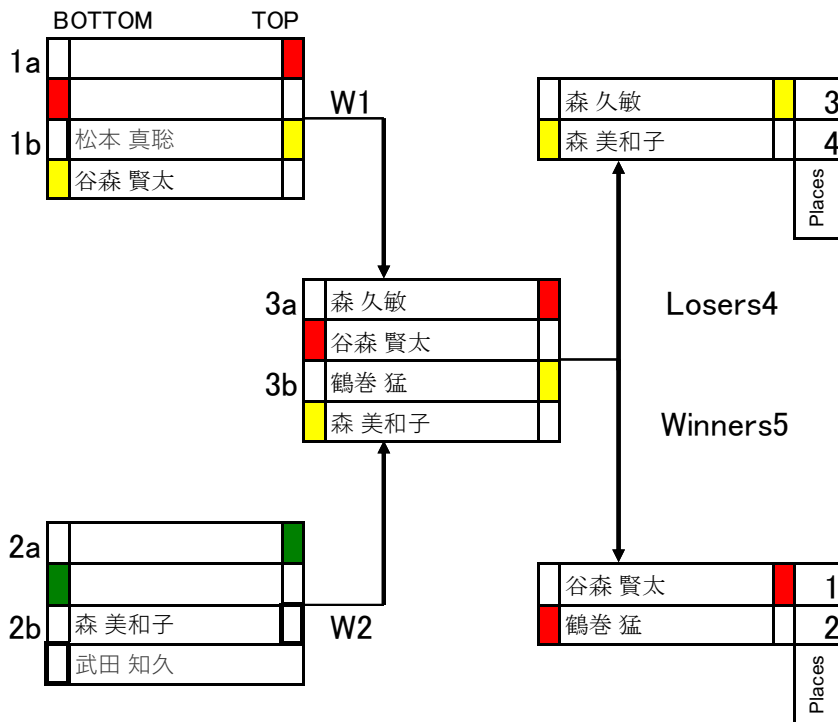 BOTTOM TOP
1a
W1
1b 松本 真聡
谷森 賢太
森 久敏 3
森 美和子 4
Places
3a 森 久敏
谷森 賢太
3b 鶴巻 猛
森 美和子
Losers4
Winners5
2a
2b 森 美和子
W2
武田 知久
谷森 賢太 1
鶴巻 猛 2
Places